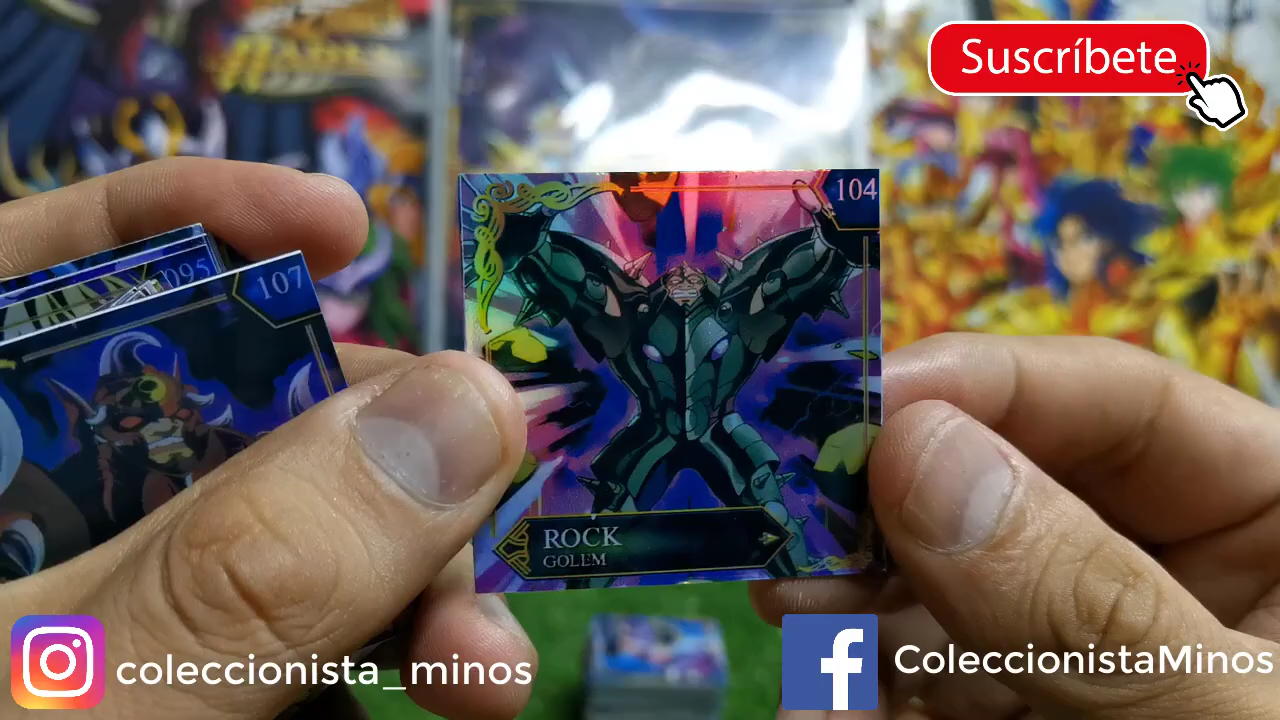 Suscríbete
104
095
107
ROCK
GOLEM
coleccionista_minos
ColeccionistaMinos